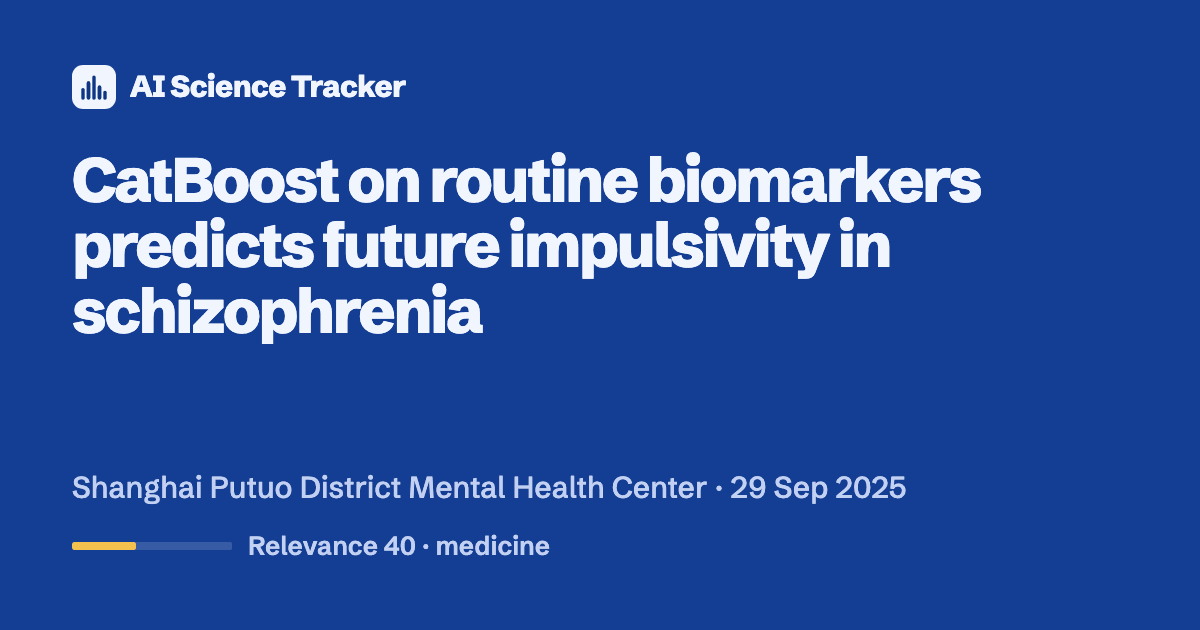 AI Science Tracker
CatBoost on routine biomarkers
predicts future impulsivity in
schizophrenia
Shanghai Putuo District Mental Health Center · 29 Sep 2025
Relevance 40 · medicine